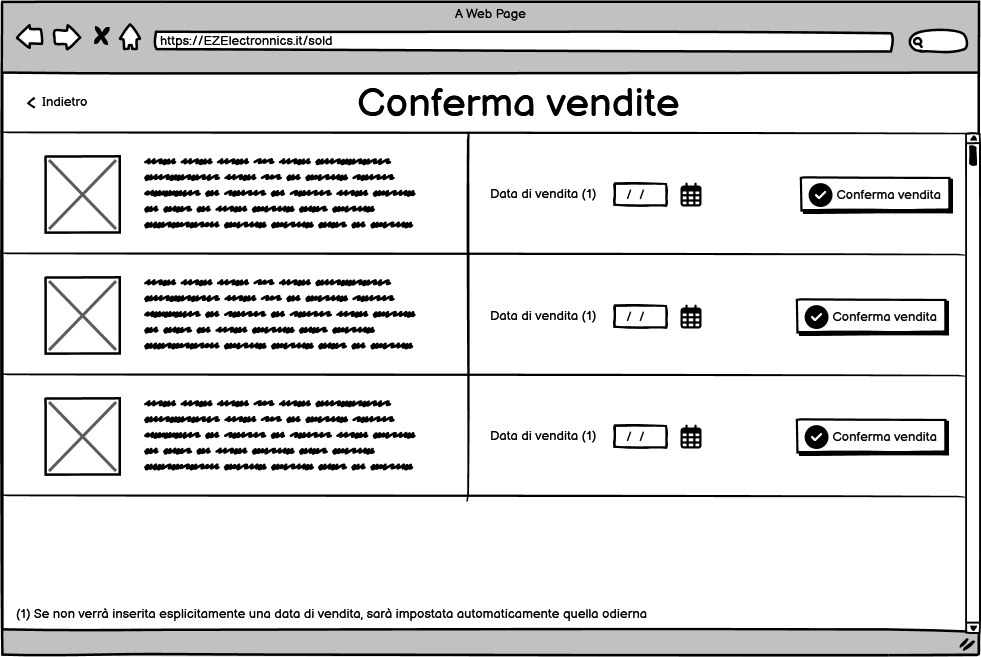 A Web Page
https://EZElectronnics.it/sold
Indietro
Conferma vendite
Data di vendita (1)
/ /
Conferma vendita
Data di vendita (1)
/ /
Conferma vendita
Data di vendita (1)
/ /
Conferma vendita
(1) Se non verrà inserita esplicitamente una data di vendita, sarà impostata automaticamente quella odierna